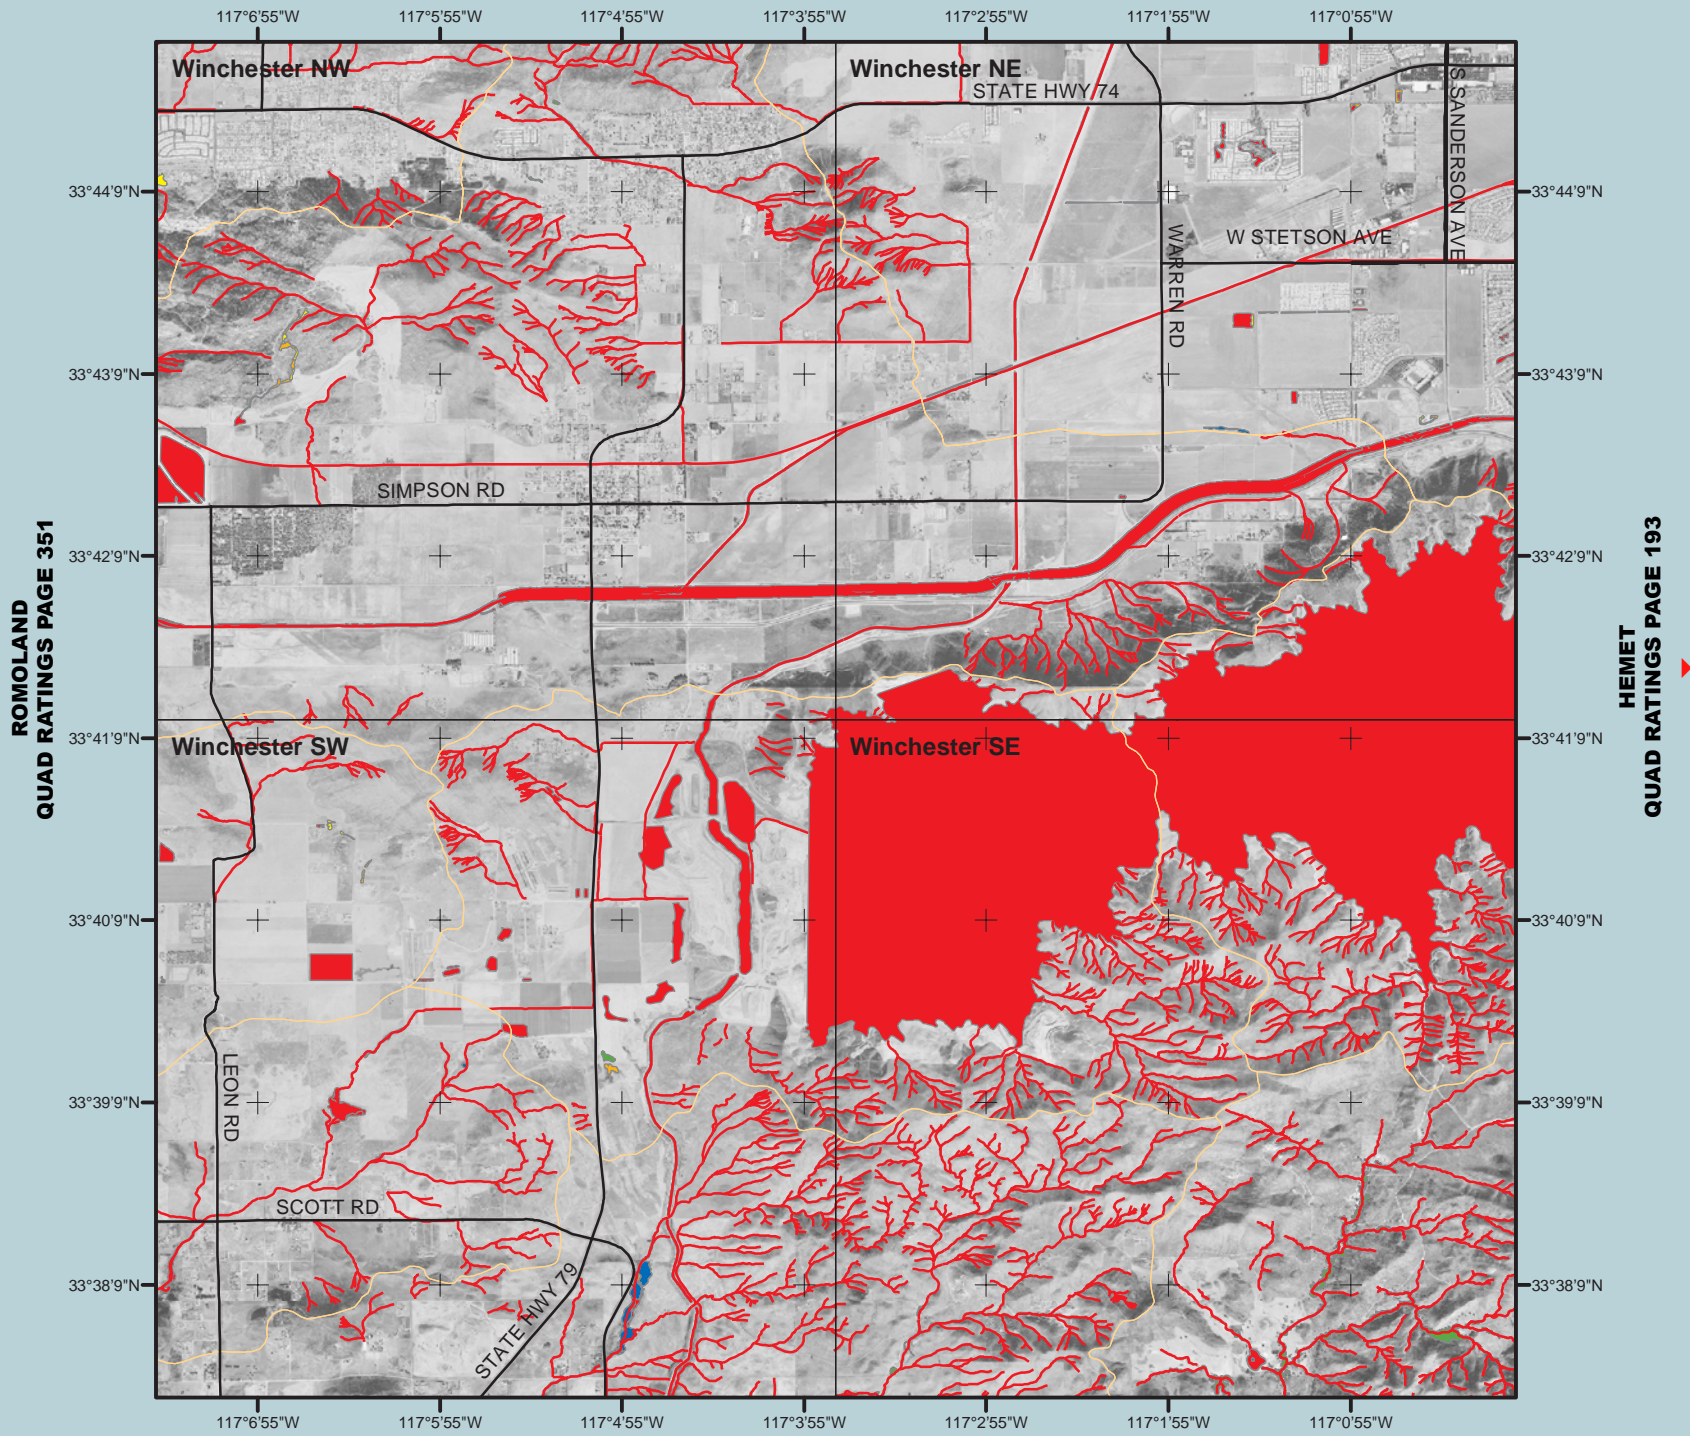 117°6'55"W
117°5'55"W
117°4'55"W
117°3'55"W
117°2'55"W
117°1'55"W
117°0'55"W
Winchester NW
Winchester NE
STATE HWY 74
S SANDERSON AVE
33°44'9"N
33°44'9"N
WARREN RD
W STETSON AVE
33°43'9"N
33°43'9"N
SIMPSON RD
33°42'9"N
33°42'9"N
ROMOLAND
QUAD RATINGS PAGE 351
HEMET
QUAD RATINGS PAGE 193
33°41'9"N
Winchester SW
Winchester SE
33°41'9"N
33°40'9"N
33°40'9"N
LEON RD
33°39'9"N
33°39'9"N
SCOTT RD
33°38'9"N
STATE HWY 79
33°38'9"N
117°6'55"W
117°5'55"W
117°4'55"W
117°3'55"W
117°2'55"W
117°1'55"W
117°0'55"W